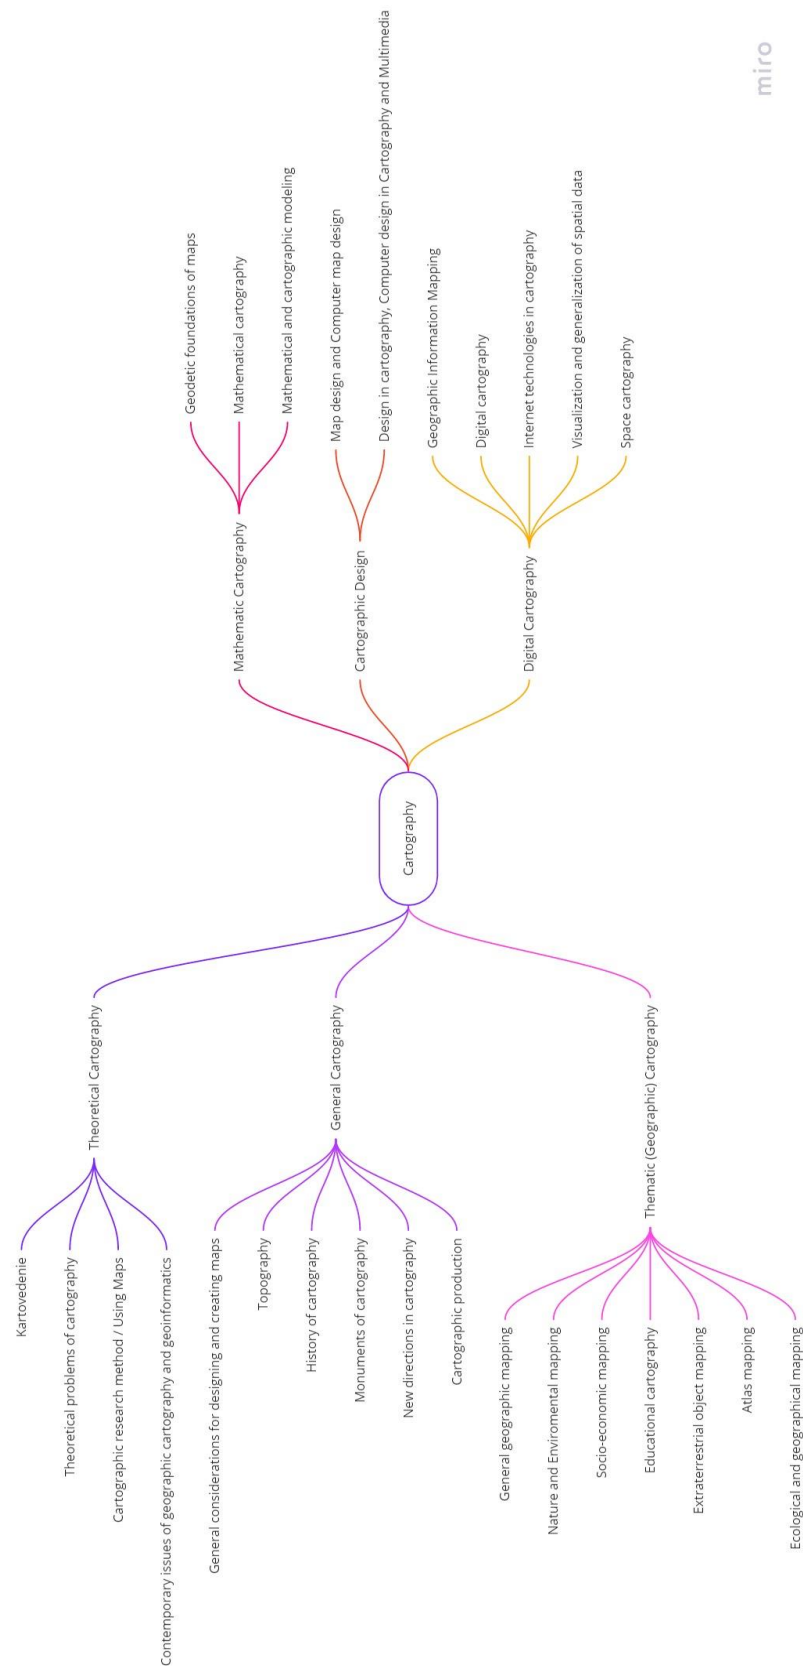 miro
Geodetic foundations of maps
Mathematical cartography
Mathematical and cartographic modeling
Mathematic Cartography
Map design and Computer map design
Design in cartography, Computer design in Cartography and Multimedia
Cartographic Design
Geographic Information Mapping
Digital cartography
Internet technologies in cartography
Visualization and generalization of spatial data
Space cartography
Digital Cartography
Cartography
Theoretical Cartography
Kartovedenie
Theoretical problems of cartography
Cartographic research method / Using Maps
Contemporary issues of geographic cartography and geoinformatics
General Cartography
General considerations for designing and creating maps
Topography
History of cartography
Monuments of cartography
New directions in cartography
Cartographic production
Thematic (Geographic) Cartography
General geographic mapping
Nature and Enviromental mapping
Socio-economic mapping
Educational cartography
Extraterrestrial object mapping
Atlas mapping
Ecological and geographical mapping